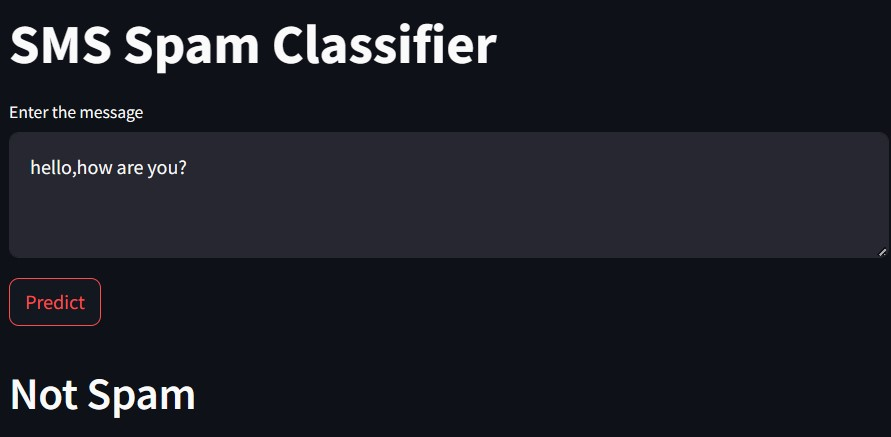 SMS Spam Classifier
Enter the message
hello,how are you?
Predict
Not Spam